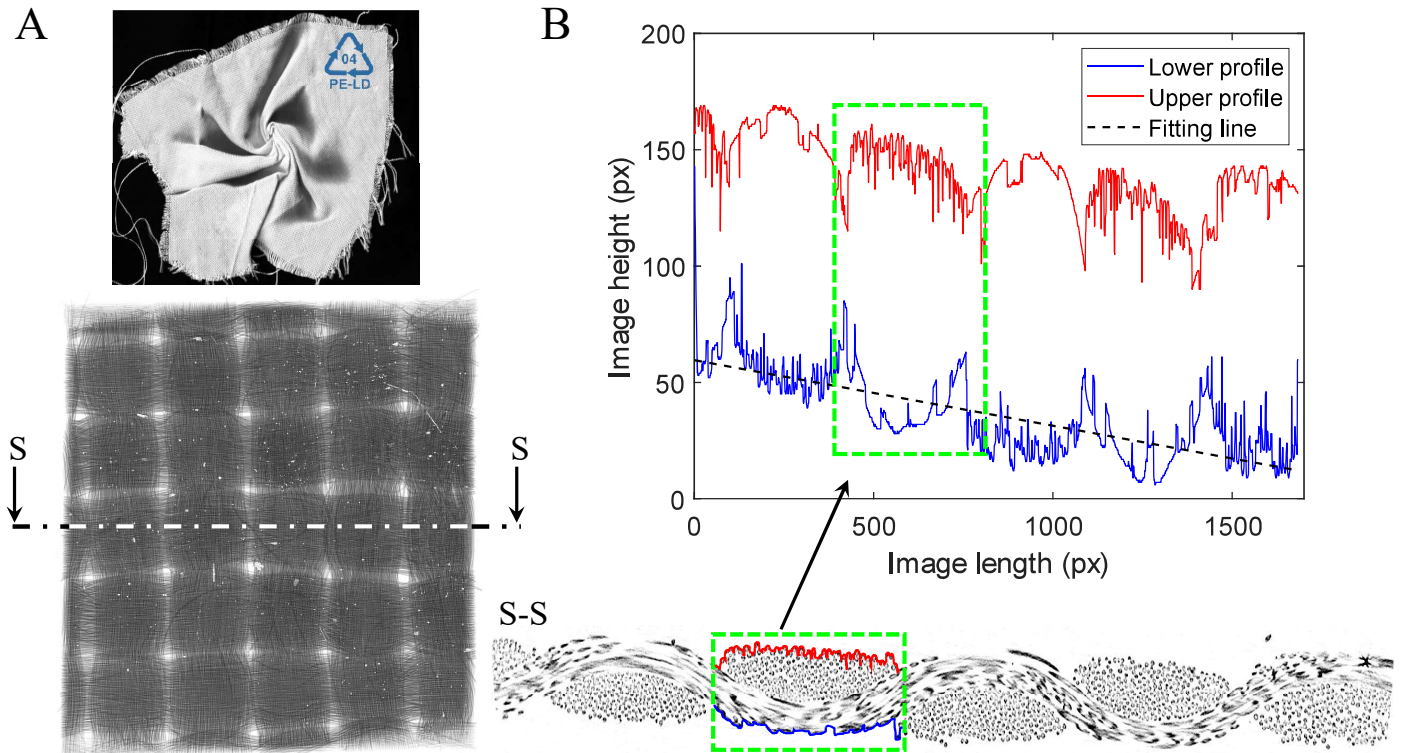 A
04
PE-LD
S
S
B
200
150
100
50
0
Image height (px)
Lower profile
Upper profile
Fitting line
0
500
1000
1500
Image length (px)
S-S